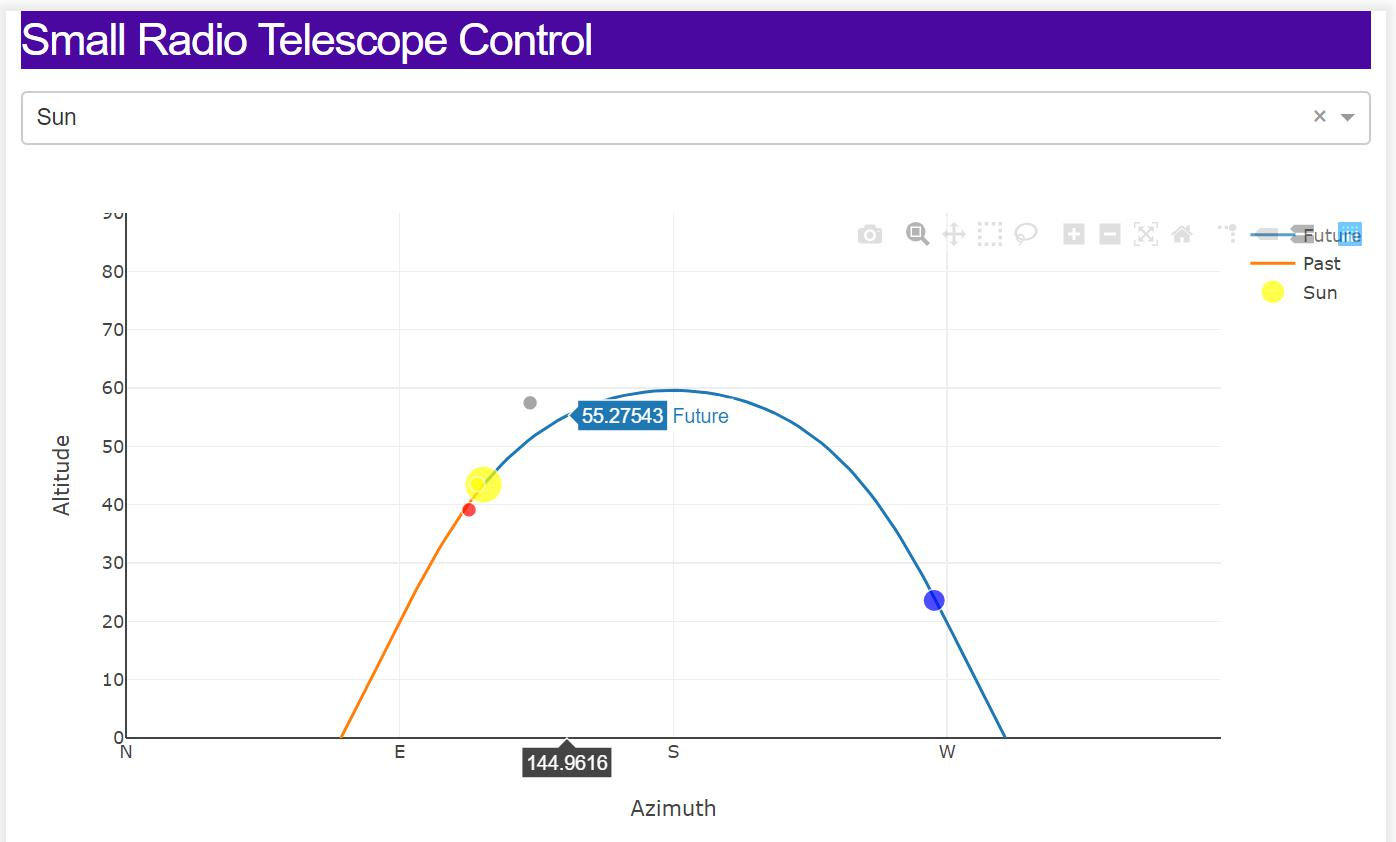 Small Radio Telescope Control
Sun
×
Future
Past
Sun
90
80
70
60
50
40
30
20
10
0
Altitude
55.27543 Future
N
E
S
W
144.9616
Azimuth